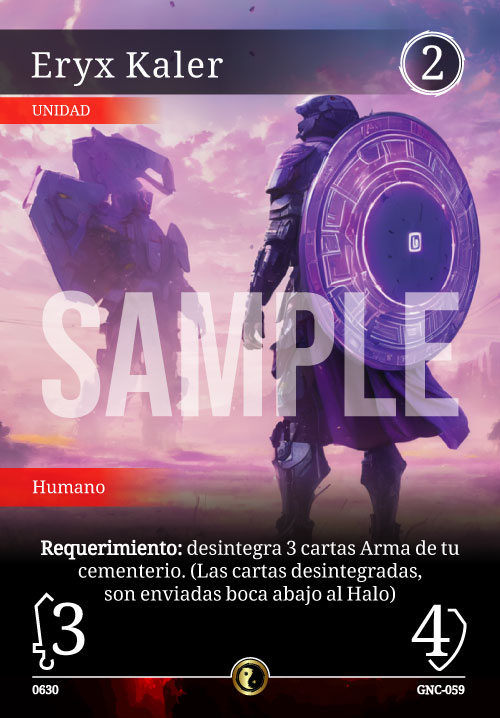 Eryx Kaler
2
UNIDAD
SAMPLE
Humano
Requerimiento: desintegra 3 cartas Arma de tu
cementerio. (Las cartas desintegradas,
son enviadas boca abajo al Halo)
3
4
0630
GNC-059